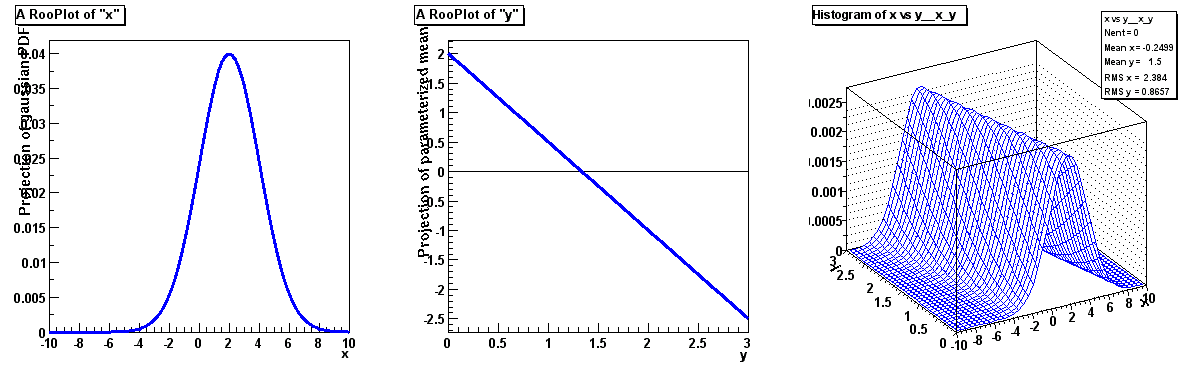 A RooPlot of "x"
Projection of gaussian PDF
0.04
0.035
0.03
0.025
0.02
0.015
0.01
0.005
0
-10 -8 -6 -4 -2 0 2 4 6 8 10
x
A RooPlot of "y"
Projection of parameterized mean
2
1.5
1
0.5
0
-0.5
-1
-1.5
-2
-2.5
0 0.5 1 1.5 2 2.5 3
y
Histogram of x vs y__x_y
x vs y__x_y
Nent = 0
Mean x = -0.2499
Mean y = 1.5
RMS x = 2.384
RMS y = 0.8657
0.0025
0.002
0.0015
0.001
0.0005
0
3
2.5
2
1.5
1
0.5
0
-10 -8 -6 -4 -2 0 2 4 6 8 10
x